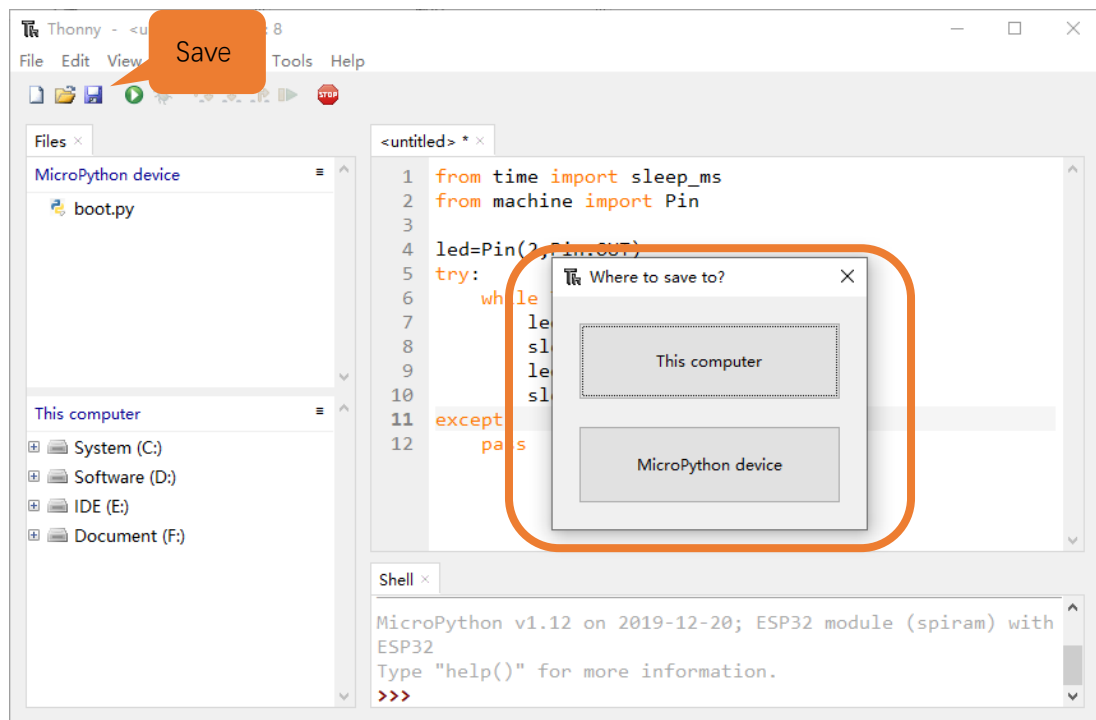 Thonny - <u : 8
Save
File Edit View Tools Help
STOP
Files
<untitled> *
MicroPython device
boot.py
1 from time import sleep_ms
2 from machine import Pin
3
4 led=Pin(2,Pin.OUT)
5 try:
6 while
7 le
8 sl
9 le
10 sl
11 except
12 pass
Where to save to?
This computer
MicroPython device
This computer
System (C:)
Software (D:)
IDE (E:)
Document (F:)
Shell
MicroPython v1.12 on 2019-12-20; ESP32 module (spiram) with
ESP32
Type "help()" for more information.
>>>